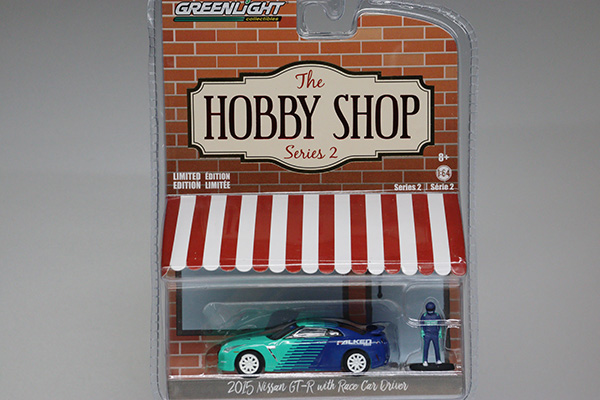 GREENLIGHT
collectibles
The
HOBBY SHOP
Series 2
LIMITED EDITION
EDITION LIMITÉE
8+
1:64
Series 2 | Série 2
FALKEN
2015 Nissan GT-R with Race Car Driver